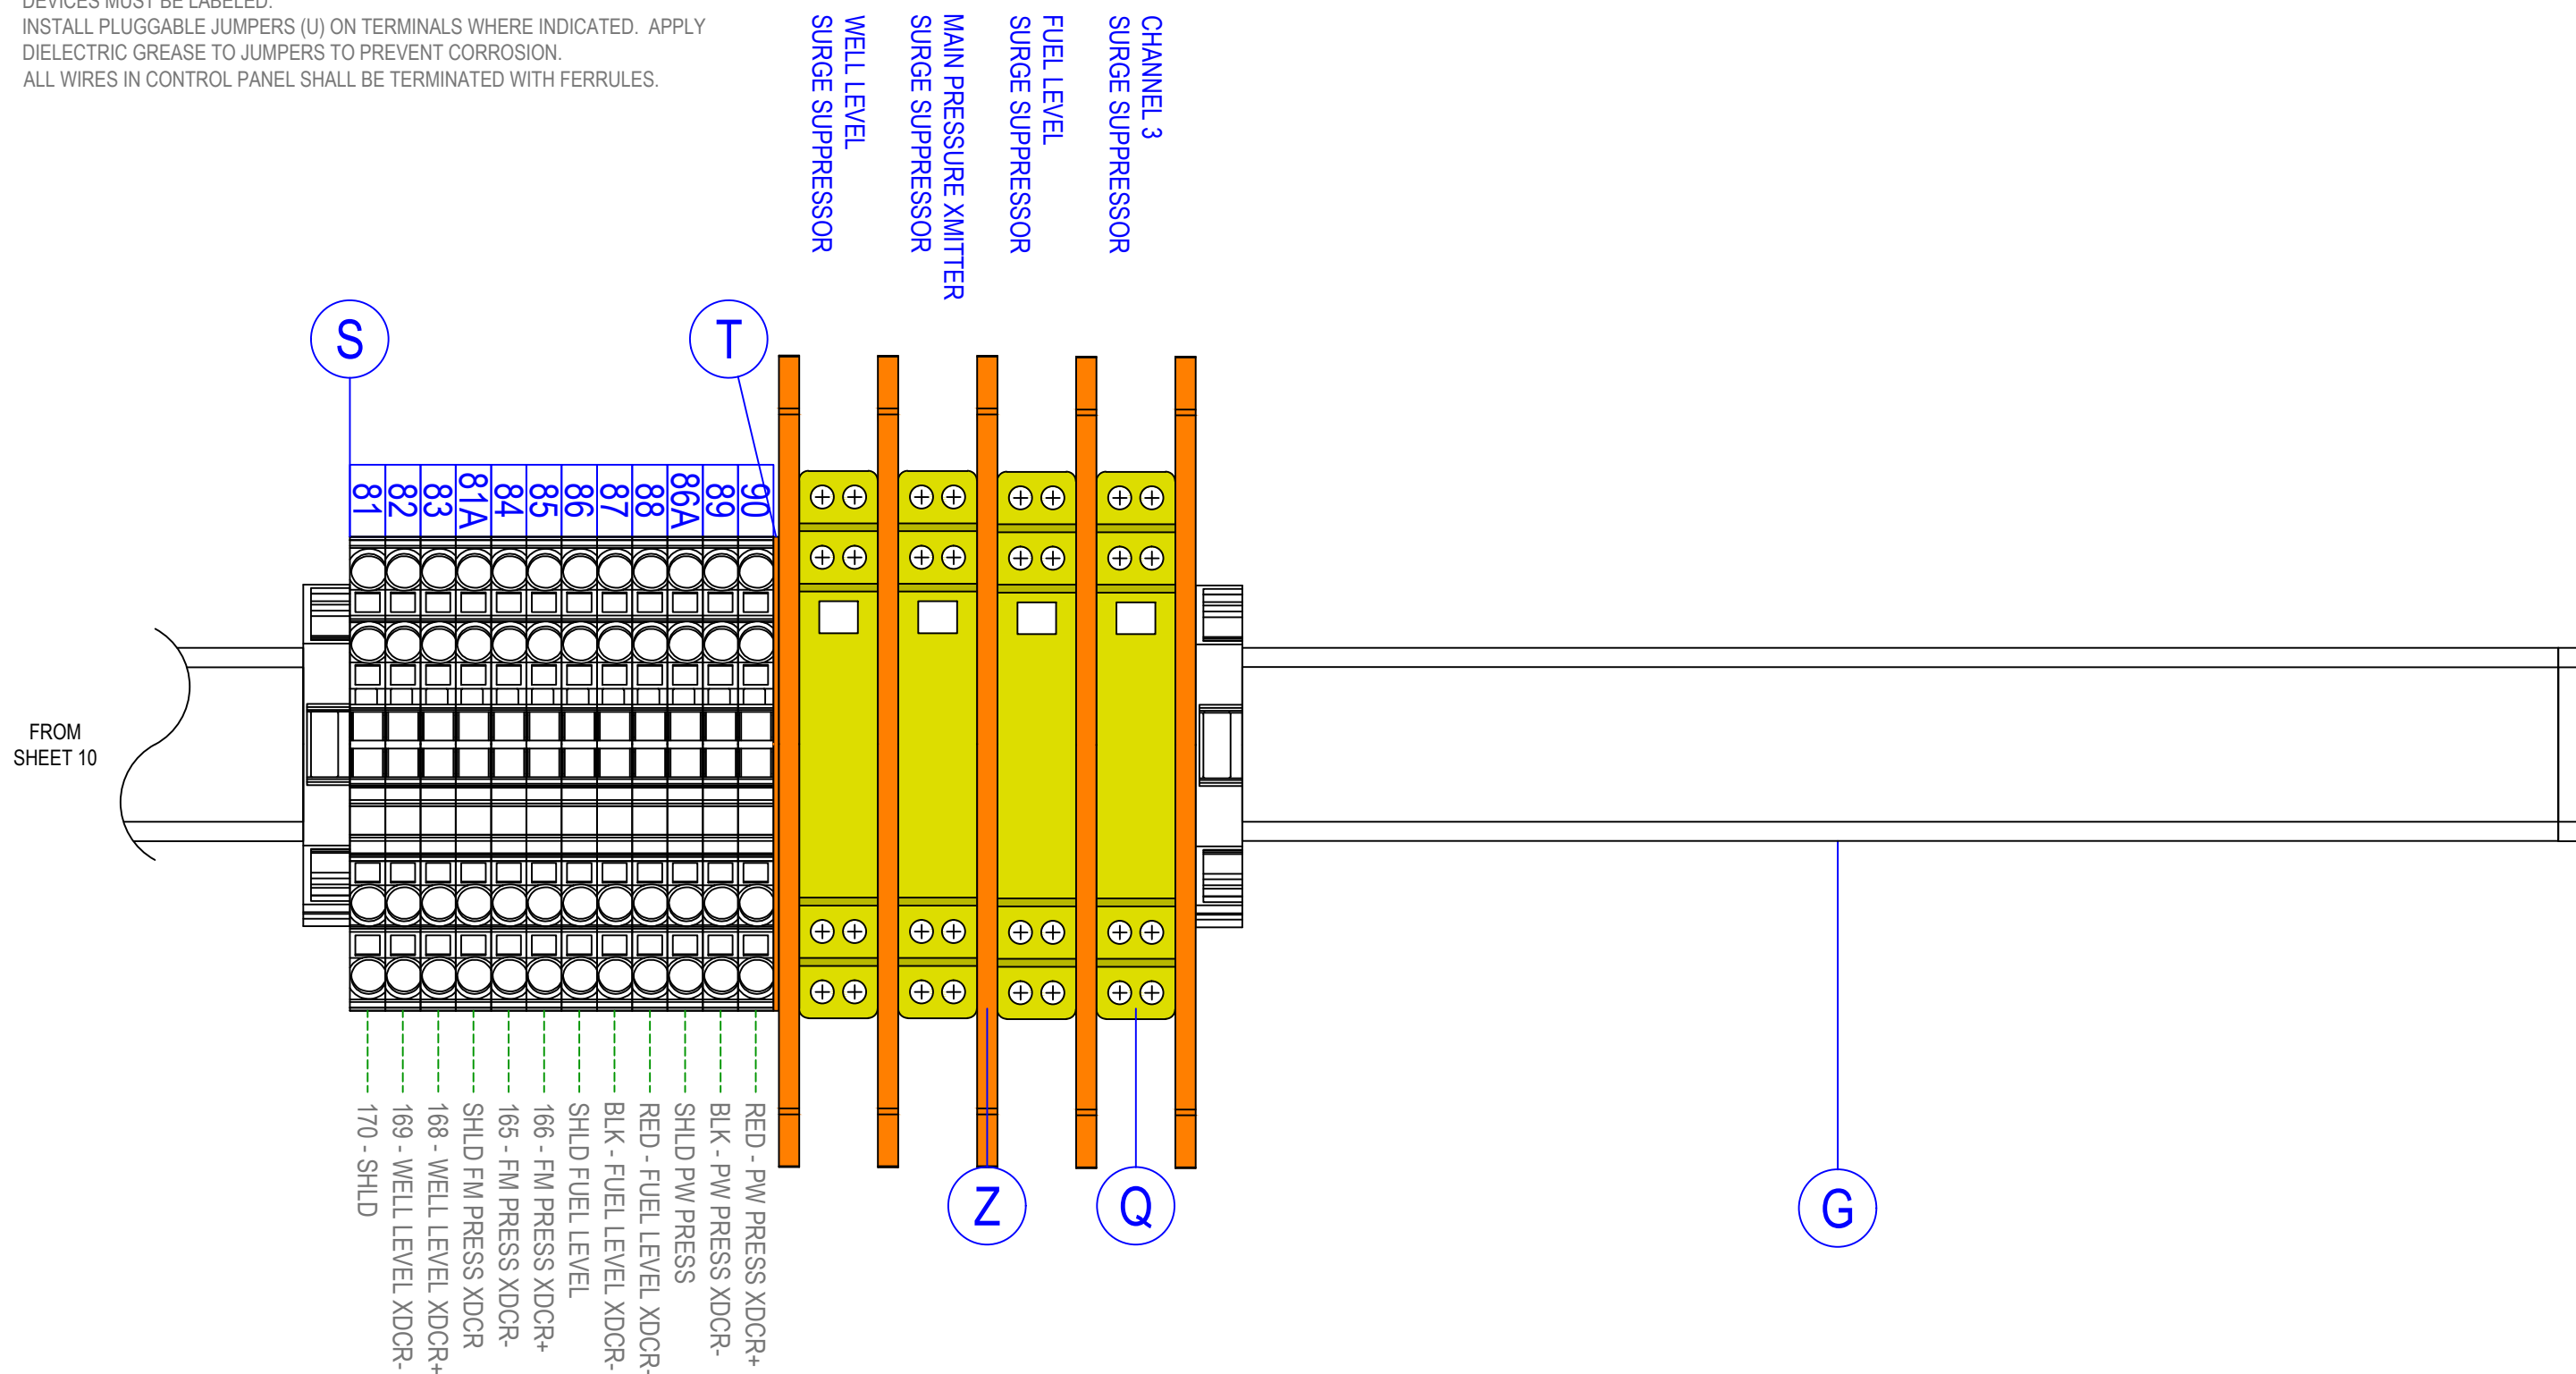 DEVICES MUST BE LABELED.
INSTALL PLUGGABLE JUMPERS (U) ON TERMINALS WHERE INDICATED. APPLY
DIELECTRIC GREASE TO JUMPERS TO PREVENT CORROSION.
ALL WIRES IN CONTROL PANEL SHALL BE TERMINATED WITH FERRULES.
WELL LEVEL
SURGE SUPPRESSOR
MAIN PRESSURE XMITTER
SURGE SUPPRESSOR
FUEL LEVEL
SURGE SUPPRESSOR
CHANNEL 3
SURGE SUPPRESSOR
S
T
81
82
83
81A
84
85
86
87
88
86A
89
90
FROM
SHEET 10
170 - SHLD
169 - WELL LEVEL XDCR-
168 - WELL LEVEL XDCR+
SHLD FM PRESS XDCR
165 - FM PRESS XDCR-
166 - FM PRESS XDCR+
SHLD FUEL LEVEL
BLK - FUEL LEVEL XDCR-
RED - FUEL LEVEL XDCR-
SHLD PW PRESS
BLK - PW PRESS XDCR-
RED - PW PRESS XDCR+
Z
Q
G